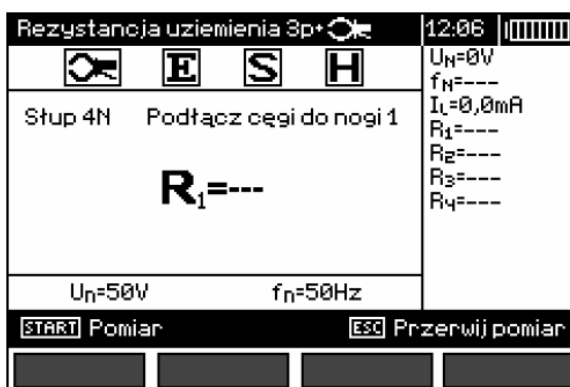 Rezystancja uziemienia 3p+ 12:06
E S H
Słup 4N Podłącz cęgi do nogi 1
R1=---
UN=0V
fN=---
IL=0,0mA
R1=---
R2=---
R3=---
R4=---
Un=50V fn=50Hz
START Pomiar ESC Przerwij pomiar